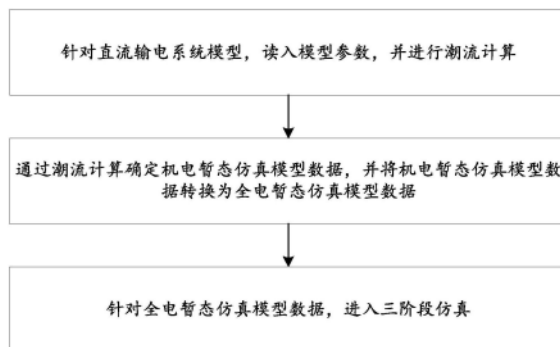 针对直流输电系统模型，读入模型参数，并进行潮流计算
通过潮流计算确定机电暂态仿真模型数据，并将机电暂态仿真模型数
据转换为全电暂态仿真模型数据
针对全电暂态仿真模型数据，进入三阶段仿真